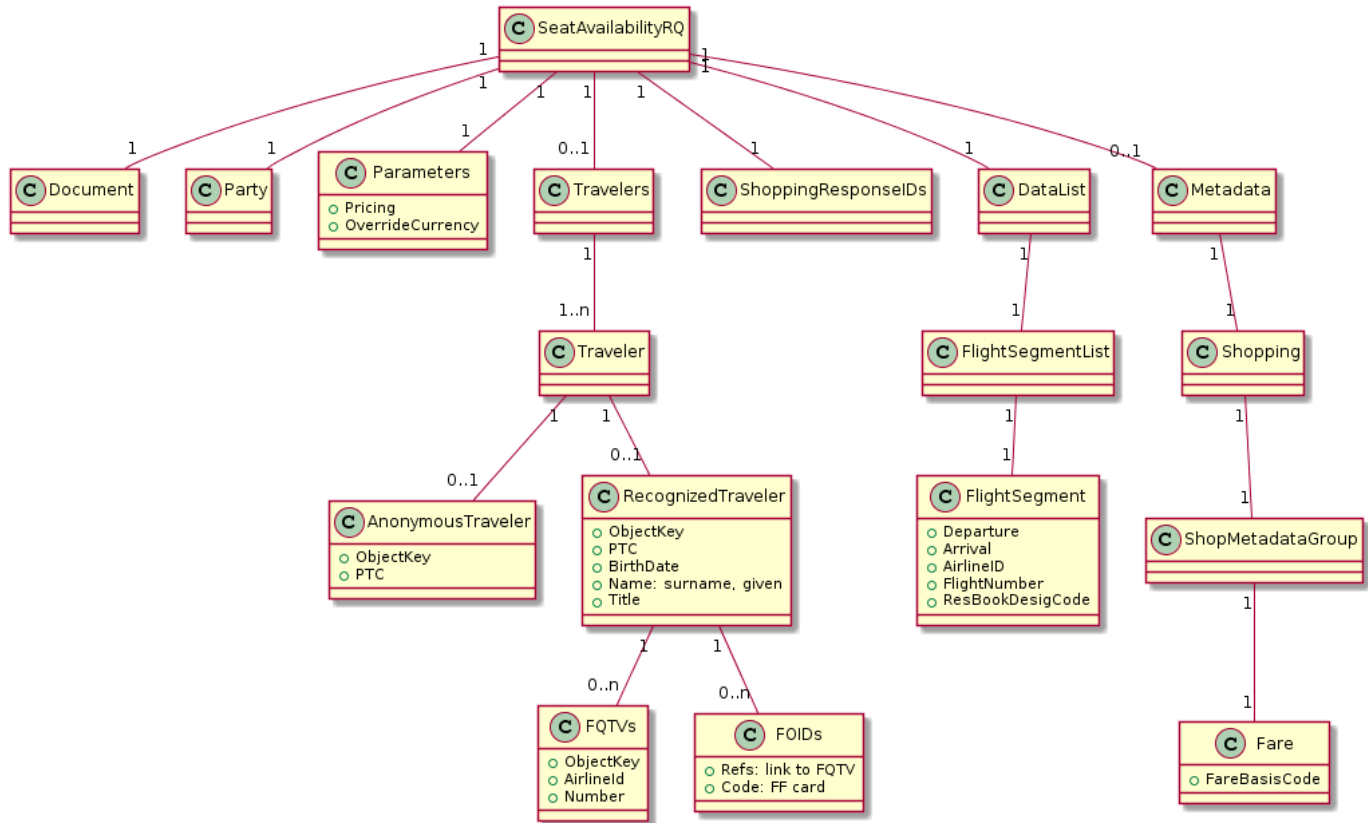 C SeatAvailabilityRQ
1 1
1 1 1 1 1 1
1 1 1 0..1 1 1 0..1
C Document
C Party
C Parameters
Pricing
OverrideCurrency
C Travelers
C ShoppingResponseIDs
C DataList
C Metadata
1 1 1
1..n 1 1
C Traveler
C FlightSegmentList
C Shopping
1 1 1 1
0..1 0..1 1 1
C AnonymousTraveler
ObjectKey
PTC
C RecognizedTraveler
ObjectKey
PTC
BirthDate
Name: surname, given
Title
C FlightSegment
Departure
Arrival
AirlineID
FlightNumber
ResBookDesigCode
C ShopMetadataGroup
1 1 1
0..n 0..n 1
C FQTVs
ObjectKey
AirlineId
Number
C FOIDs
Refs: link to FQTV
Code: FF card
C Fare
FareBasisCode